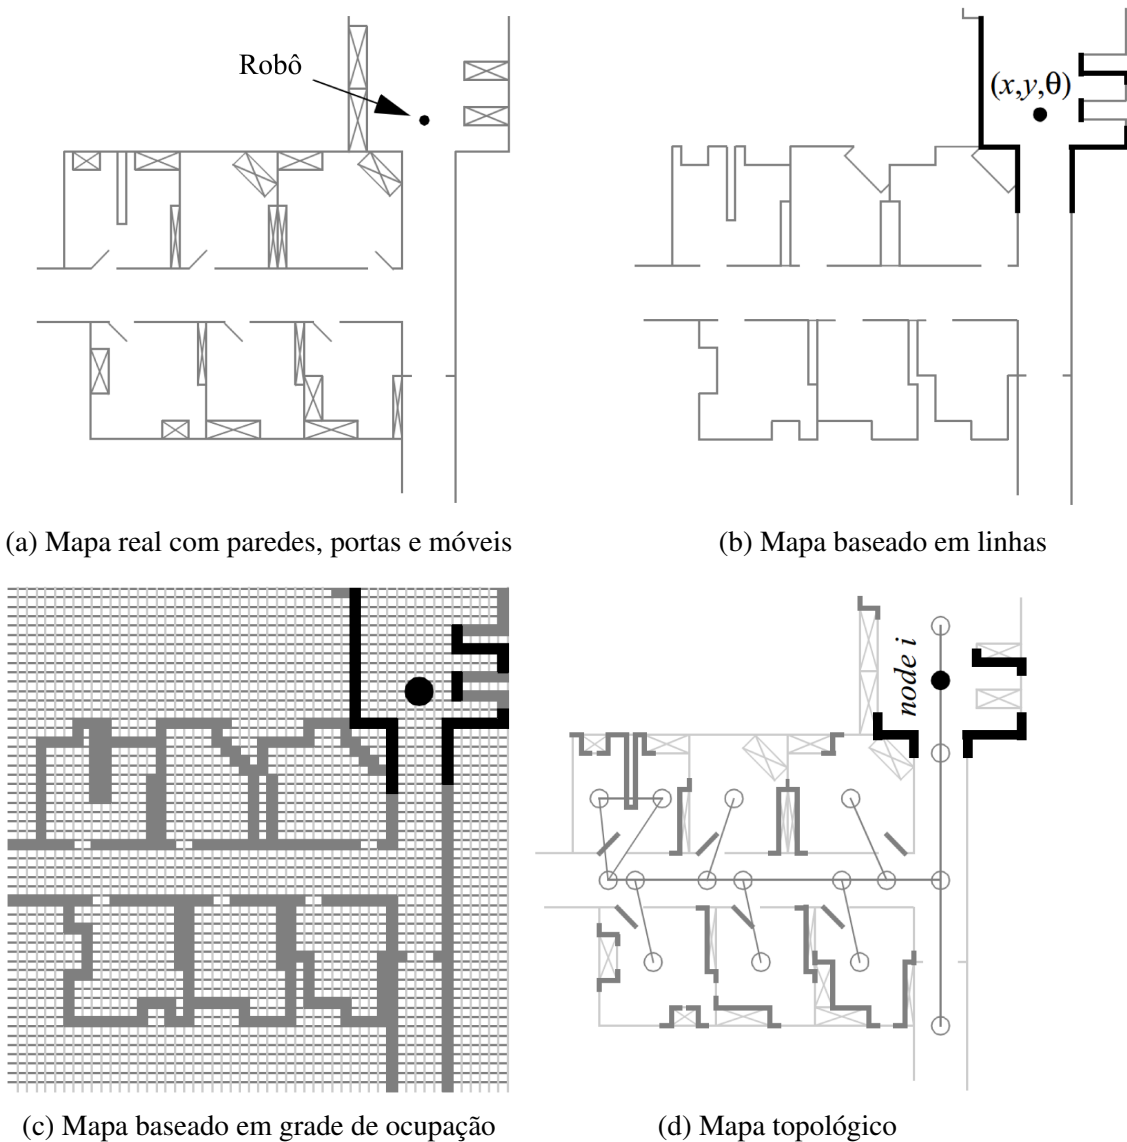 Robô
(x,y,θ)
(a) Mapa real com paredes, portas e móveis
(b) Mapa baseado em linhas
node i
(c) Mapa baseado em grade de ocupação
(d) Mapa topológico